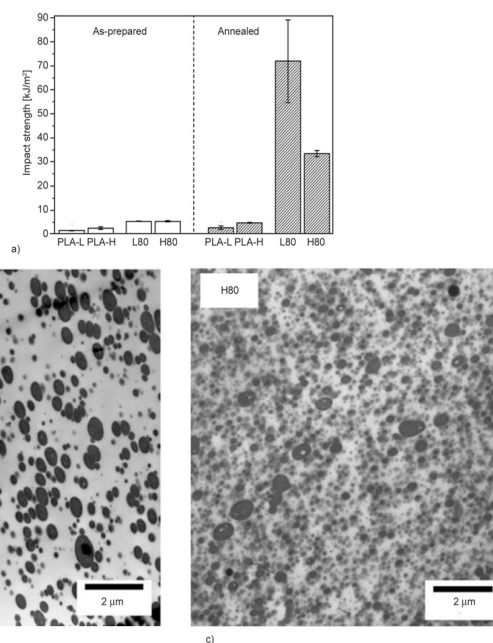 90
80
70
60
50
40
30
20
10
0
Impact strength [kJ/m²]
As-prepared
Annealed
PLA-L PLA-H L80 H80 PLA-L PLA-H L80 H80
a)
H80
2 μm
2 μm
c)